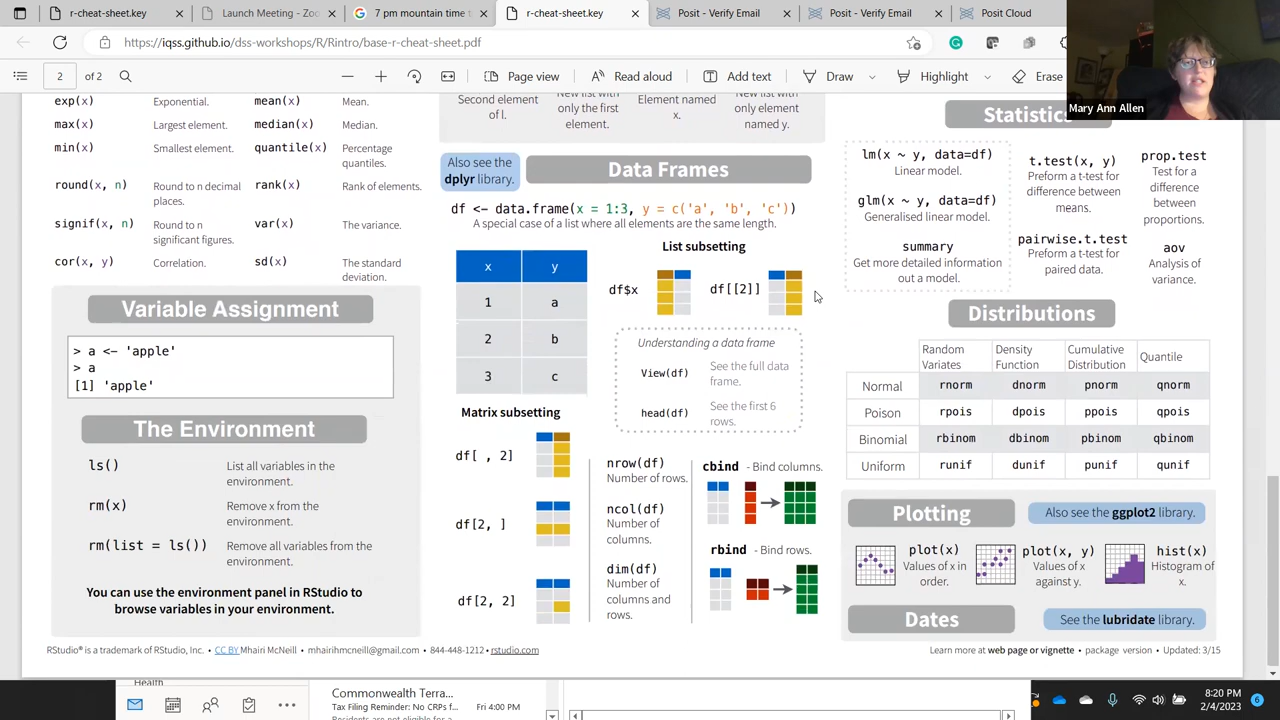 r-cheat-sheet.key
Launch Meeting - Zoo
7 pm mountain time t
r-cheat-sheet.key
Posit - Verify Email
Posit - Verify Email
Posit Cloud
https://iqss.github.io/dss-workshops/R/Rintro/base-r-cheat-sheet.pdf
2 of 2
Page view
Read aloud
Add text
Draw
Highlight
Erase
Mary Ann Allen
exp(x) Exponential.
max(x) Largest element.
min(x) Smallest element.
round(x, n) Round to n decimal
places.
signif(x, n) Round to n
significant figures.
cor(x, y) Correlation.
mean(x) Mean.
median(x) Median.
quantile(x) Percentage
quantiles.
rank(x) Rank of elements.
var(x) The variance.
sd(x) The standard
deviation.
Variable Assignment
> a <- 'apple'
> a
[1] 'apple'
The Environment
ls() List all variables in the
environment.
rm(x) Remove x from the
environment.
rm(list = ls()) Remove all variables from the
environment.
You can use the environment panel in RStudio to
browse variables in your environment.
Second element
of l.
New list with
only the first
element.
Element named
x.
New list with
only element
named y.
Also see the
dplyr library.
Data Frames
df <- data.frame(x = 1:3, y = c('a', 'b', 'c'))
A special case of a list where all elements are the same length.
x y
1 a
2 b
3 c
List subsetting
df$x
df[[2]]
Understanding a data frame
View(df) See the full data
frame.
head(df) See the first 6
rows.
Matrix subsetting
df[ , 2]
df[2, ]
df[2, 2]
nrow(df)
Number of rows.
ncol(df)
Number of
columns.
dim(df)
Number of
columns and
rows.
cbind - Bind columns.
rbind - Bind rows.
Statistics
lm(x ~ y, data=df)
Linear model.
glm(x ~ y, data=df)
Generalised linear model.
summary
Get more detailed information
out a model.
t.test(x, y)
Preform a t-test for
difference between
means.
pairwise.t.test
Preform a t-test for
paired data.
prop.test
Test for a
difference
between
proportions.
aov
Analysis of
variance.
Distributions
Random
Variates
Density
Function
Cumulative
Distribution
Quantile
Normal rnorm dnorm pnorm qnorm
Poison rpois dpois ppois qpois
Binomial rbinom dbinom pbinom qbinom
Uniform runif dunif punif qunif
Plotting
Also see the ggplot2 library.
plot(x)
Values of x in
order.
plot(x, y)
Values of x
against y.
hist(x)
Histogram of
x.
Dates
See the lubridate library.
RStudio® is a trademark of RStudio, Inc. • CC BY Mhairi McNeill • mhairihmcneill@gmail.com • 844-448-1212 • rstudio.com
Learn more at web page or vignette • package version • Updated: 3/15
Health
Commonwealth Terra...
Tax Filing Reminder: No CRPs f... Fri 4:00 PM
8:20 PM
2/4/2023
6